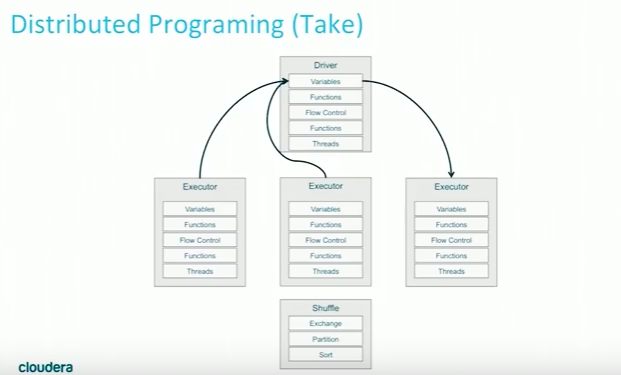 Distributed Programing (Take)
Driver
Variables
Functions
Flow Control
Functions
Threads
Executor
Variables
Functions
Flow Control
Functions
Threads
Executor
Variables
Functions
Flow Control
Functions
Threads
Executor
Variables
Functions
Flow Control
Functions
Threads
Shuffle
Exchange
Partition
Sort
cloudera